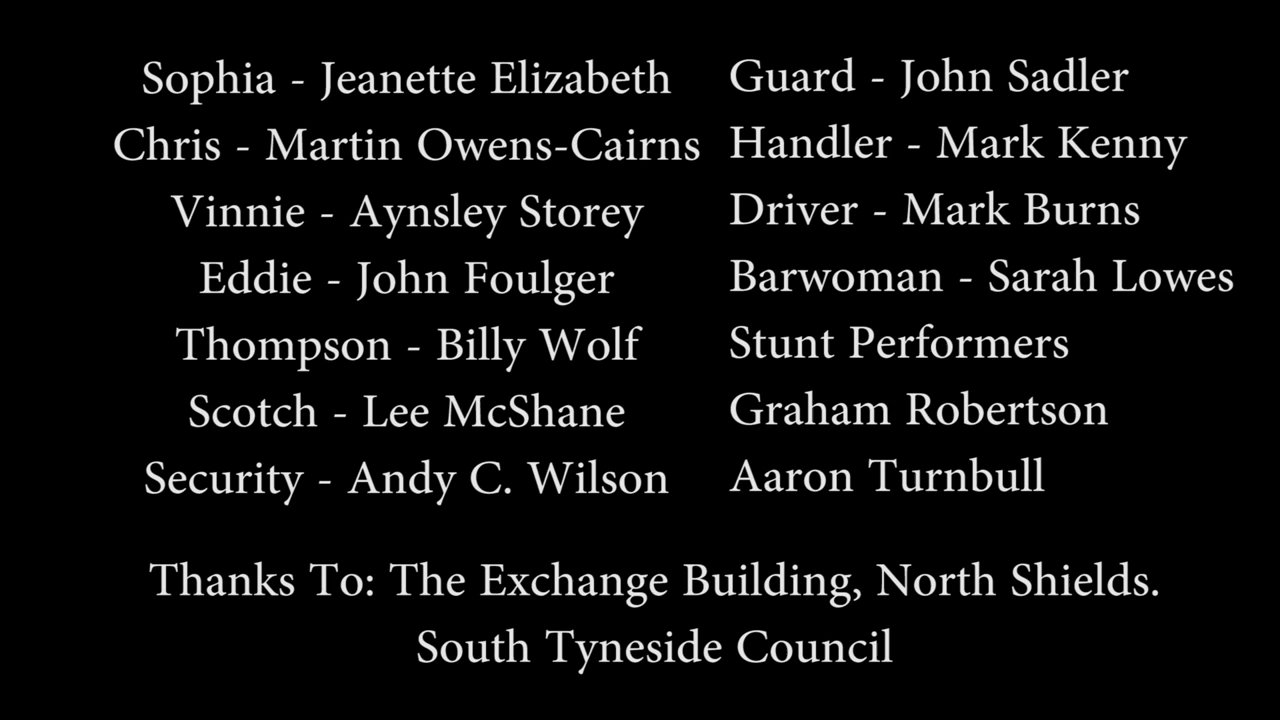 Sophia - Jeanette Elizabeth
Chris - Martin Owens-Cairns
Vinnie - Aynsley Storey
Eddie - John Foulger
Thompson - Billy Wolf
Scotch - Lee McShane
Security - Andy C. Wilson
Guard - John Sadler
Handler - Mark Kenny
Driver - Mark Burns
Barwoman - Sarah Lowes
Stunt Performers
Graham Robertson
Aaron Turnbull
Thanks To: The Exchange Building, North Shields.
South Tyneside Council